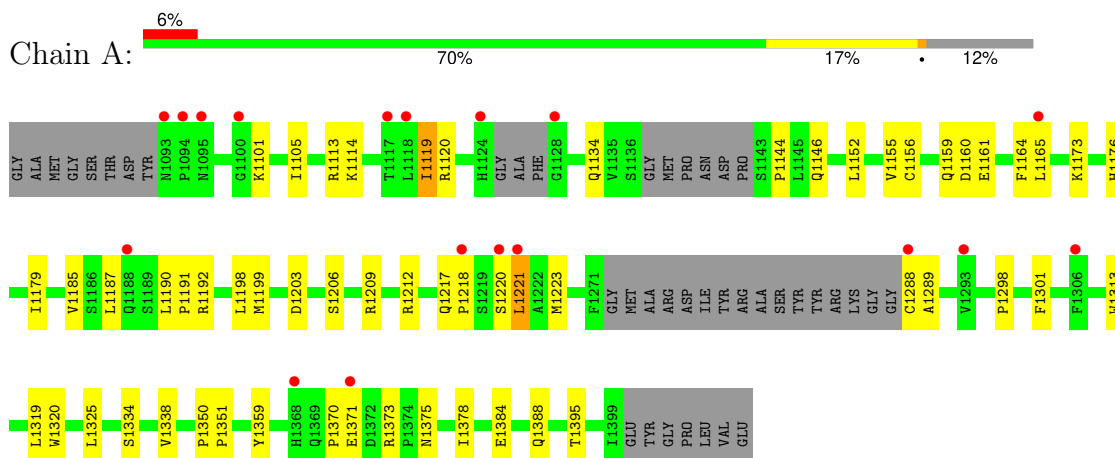 6%
Chain A:
70% 17% • 12%
GLY ALA MET GLY SER THR ASP TYR N1093 P1094 N1095 G1100 K1101 I1105 R1113 K1114 T1117 L1118 I1119 R1120 H1124 GLY ALA PHE G1128 Q1134 V1135 S1136 GLY MET PRO ASN ASP PRO S1143 P1144 L1145 Q1146 L1152 V1155 C1156 Q1159 D1160 E1161 F1164 L1165 K1173 H1176
I1179 V1185 S1186 L1187 Q1188 S1189 L1190 P1191 R1192 L1198 M1199 D1203 S1206 R1209 R1212 Q1217 P1218 S1219 S1220 L1221 A1222 M1223 F1271 GLY MET ALA ARG ASP ILE TYR ARG ALA SER TYR TYR ARG LYS GLY GLY C1288 A1289 V1293 P1298 F1301 F1306 W1313
L1319 W1320 L1325 S1334 V1338 P1350 P1351 Y1359 H1368 Q1369 P1370 E1371 D1372 R1373 P1374 N1375 I1378 E1384 Q1388 T1395 I1399 GLU TYR GLY PRO LEU VAL GLU